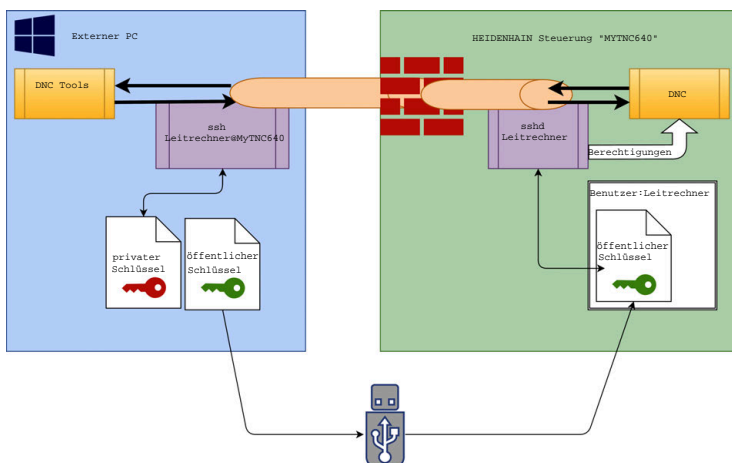 Externer PC
HEIDENHAIN Steuerung "MYTNC640"
DNC Tools
DNC
ssh
Leitrechner@MyTNC640
sshd
Leitrechner
Berechtigungen
Benutzer:Leitrechner
privater
Schlüssel
öffentlicher
Schlüssel
öffentlicher
Schlüssel